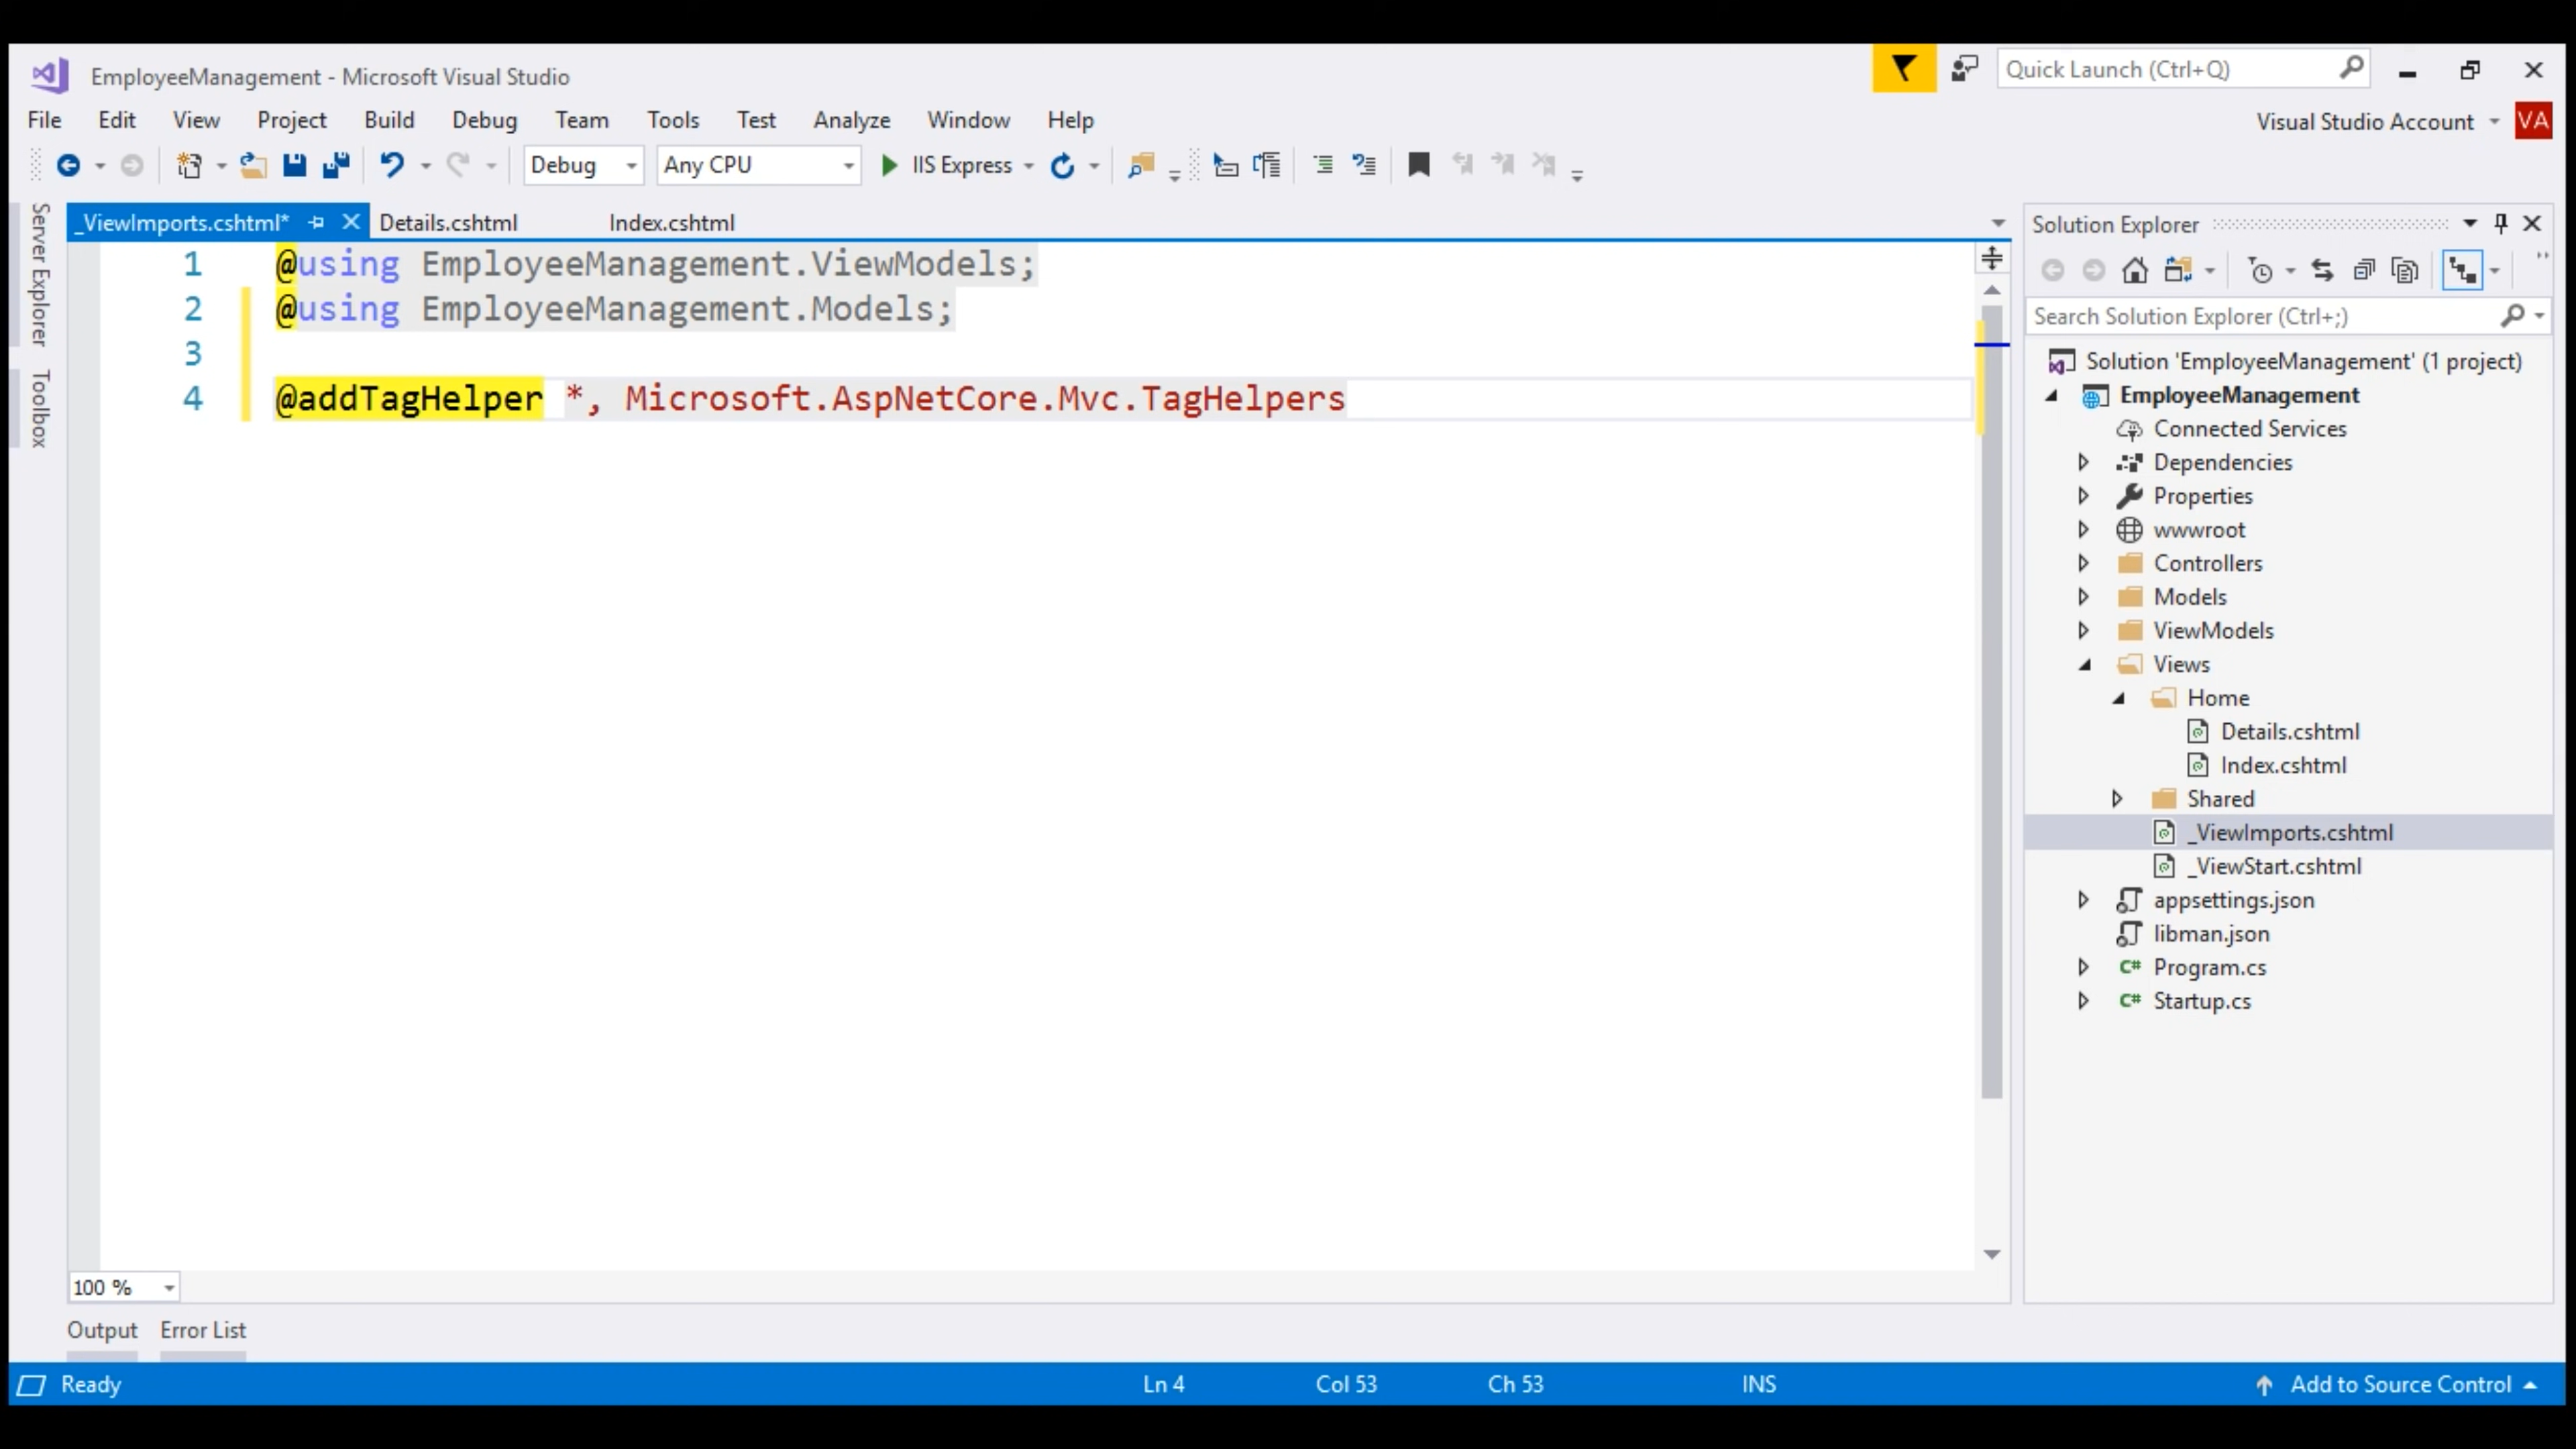 EmployeeManagement - Microsoft Visual Studio
Quick Launch (Ctrl+Q)
File Edit View Project Build Debug Team Tools Test Analyze Window Help
Visual Studio Account VA
Debug Any CPU IIS Express
Server Explorer
Toolbox
_ViewImports.cshtml* Details.cshtml Index.cshtml
1 @using EmployeeManagement.ViewModels;
2 @using EmployeeManagement.Models;
3
4 @addTagHelper *, Microsoft.AspNetCore.Mvc.TagHelpers
100 %
Output Error List
Solution Explorer
Search Solution Explorer (Ctrl+;)
Solution 'EmployeeManagement' (1 project)
EmployeeManagement
Connected Services
Dependencies
Properties
wwwroot
Controllers
Models
ViewModels
Views
Home
Details.cshtml
Index.cshtml
Shared
_ViewImports.cshtml
_ViewStart.cshtml
appsettings.json
libman.json
C# Program.cs
C# Startup.cs
Ready Ln 4 Col 53 Ch 53 INS Add to Source Control